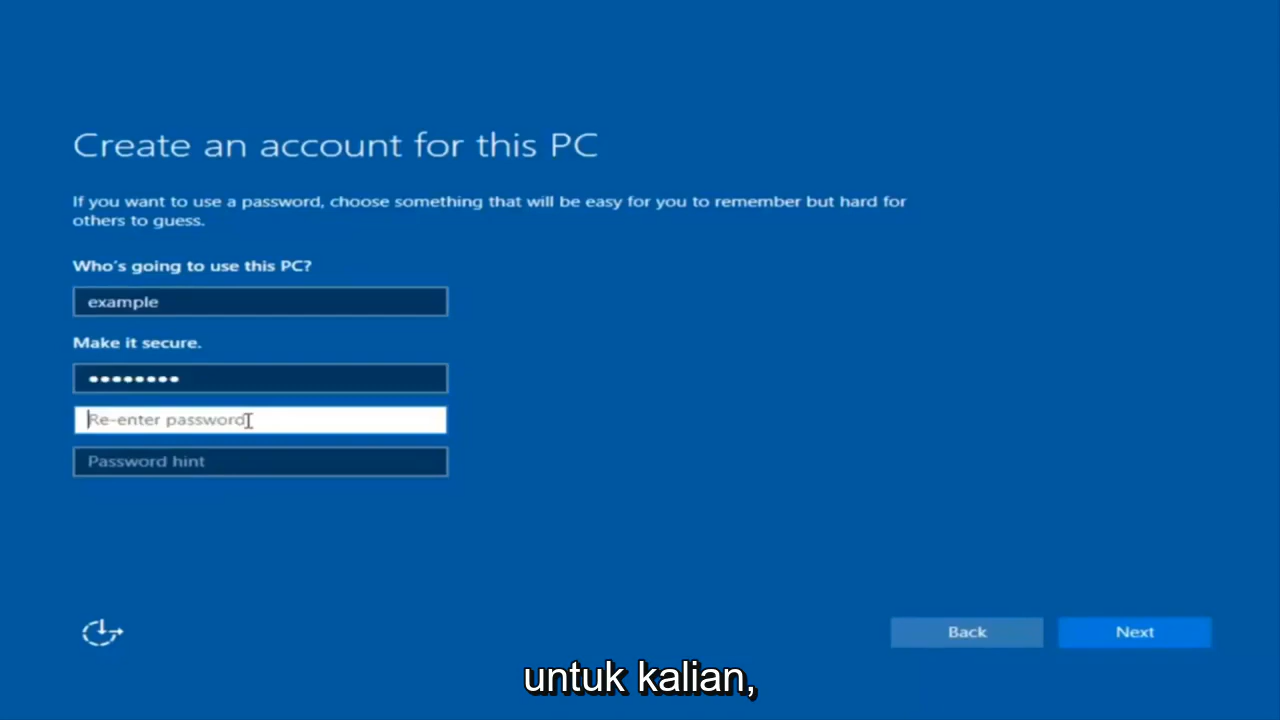 Create an account for this PC
If you want to use a password, choose something that will be easy for you to remember but hard for
others to guess.
Who's going to use this PC?
example
Make it secure.
••••••••
Re-enter password
Password hint
Back
Next
untuk kalian,